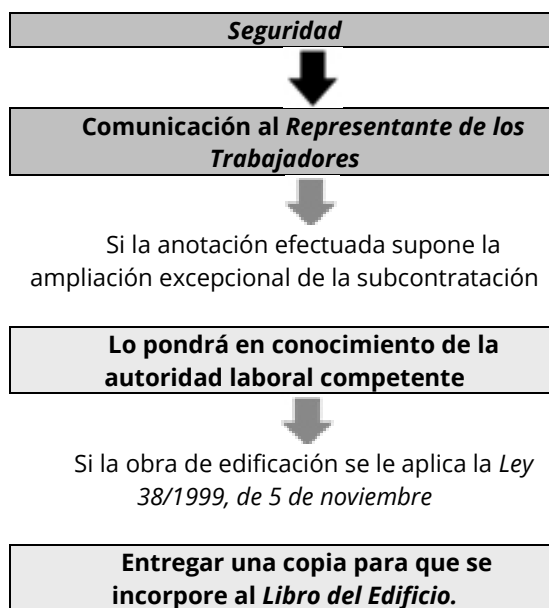 Seguridad
Comunicación al Representante de los
Trabajadores
Si la anotación efectuada supone la
ampliación excepcional de la subcontratación
Lo pondrá en conocimiento de la
autoridad laboral competente
Si la obra de edificación se le aplica la Ley
38/1999, de 5 de noviembre
Entregar una copia para que se
incorpore al Libro del Edificio.